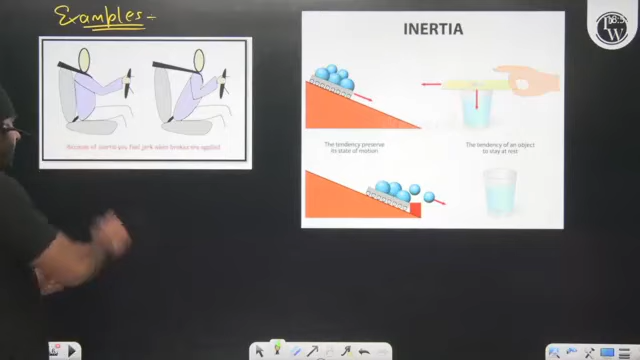 Examples :-
INERTIA
Because of inertia you feel jerk when brakes are applied
The tendency preserve
its state of motion
The tendency of an object
to stay at rest